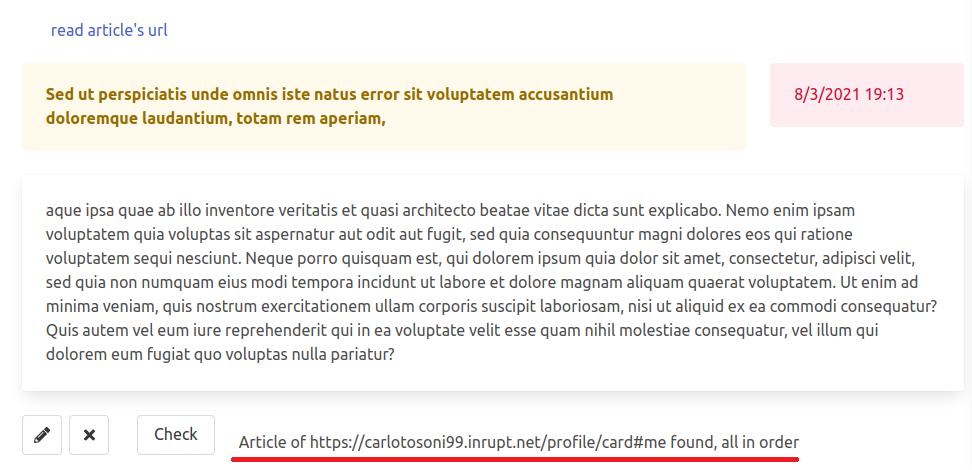 read article's url
Sed ut perspiciatis unde omnis iste natus error sit voluptatem accusantium
doloremque laudantium, totam rem aperiam,
8/3/2021 19:13
aque ipsa quae ab illo inventore veritatis et quasi architecto beatae vitae dicta sunt explicabo. Nemo enim ipsam
voluptatem quia voluptas sit aspernatur aut odit aut fugit, sed quia consequuntur magni dolores eos qui ratione
voluptatem sequi nesciunt. Neque porro quisquam est, qui dolorem ipsum quia dolor sit amet, consectetur, adipisci velit,
sed quia non numquam eius modi tempora incidunt ut labore et dolore magnam aliquam quaerat voluptatem. Ut enim ad
minima veniam, quis nostrum exercitationem ullam corporis suscipit laboriosam, nisi ut aliquid ex ea commodi consequatur?
Quis autem vel eum iure reprehenderit qui in ea voluptate velit esse quam nihil molestiae consequatur, vel illum qui
dolorem eum fugiat quo voluptas nulla pariatur?
Check
Article of https://carlotosoni99.inrupt.net/profile/card#me found, all in order